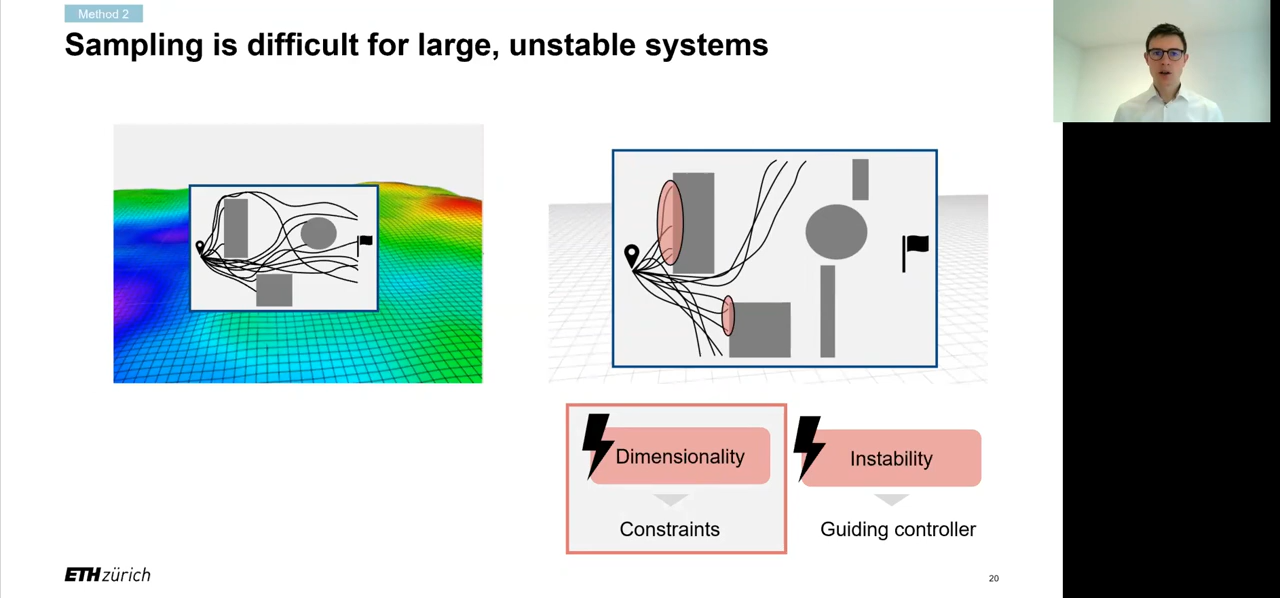 Method 2
Sampling is difficult for large, unstable systems
Dimensionality
Instability
Constraints
Guiding controller
ETH zürich
20